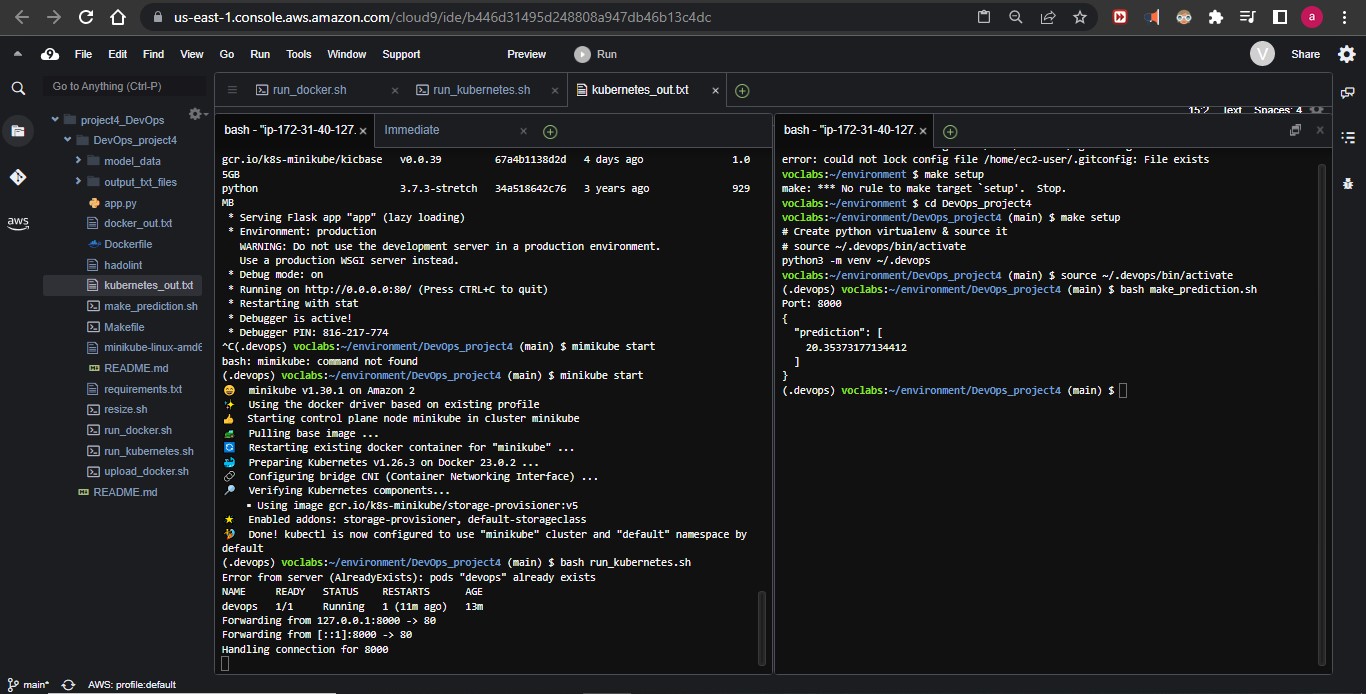 us-east-1.console.aws.amazon.com/cloud9/ide/b446d31495d248808a947db46b13c4dc
a
9 File Edit Find View Go Run Tools Window Support Preview Run V Share
Go to Anything (Ctrl-P)
run_docker.sh × run_kubernetes.sh × kubernetes_out.txt ×
15:2 Text Spaces: 4
project4_DevOps
DevOps_project4
model_data
output_txt_files
app.py
docker_out.txt
Dockerfile
hadolint
kubernetes_out.txt
make_prediction.sh
Makefile
minikube-linux-amd6
README.md
requirements.txt
resize.sh
run_docker.sh
run_kubernetes.sh
upload_docker.sh
README.md
aws
bash - "ip-172-31-40-127. × Immediate ×
gcr.io/k8s-minikube/kicbase v0.0.39 67a4b1138d2d 4 days ago 1.0
5GB
python 3.7.3-stretch 34a518642c76 3 years ago 929
MB
* Serving Flask app "app" (lazy loading)
* Environment: production
WARNING: Do not use the development server in a production environment.
Use a production WSGI server instead.
* Debug mode: on
* Running on http://0.0.0.0:80/ (Press CTRL+C to quit)
* Restarting with stat
* Debugger is active!
* Debugger PIN: 816-217-774
^C(.devops) voclabs:~/environment/DevOps_project4 (main) $ mimikube start
bash: mimikube: command not found
(.devops) voclabs:~/environment/DevOps_project4 (main) $ minikube start
minikube v1.30.1 on Amazon 2
Using the docker driver based on existing profile
Starting control plane node minikube in cluster minikube
Pulling base image ...
Restarting existing docker container for "minikube" ...
Preparing Kubernetes v1.26.3 on Docker 23.0.2 ...
Configuring bridge CNI (Container Networking Interface) ...
Verifying Kubernetes components...
▪ Using image gcr.io/k8s-minikube/storage-provisioner:v5
Enabled addons: storage-provisioner, default-storageclass
Done! kubectl is now configured to use "minikube" cluster and "default" namespace by
default
(.devops) voclabs:~/environment/DevOps_project4 (main) $ bash run_kubernetes.sh
Error from server (AlreadyExists): pods "devops" already exists
NAME READY STATUS RESTARTS AGE
devops 1/1 Running 1 (11m ago) 13m
Forwarding from 127.0.0.1:8000 -> 80
Forwarding from [::1]:8000 -> 80
Handling connection for 8000
bash - "ip-172-31-40-127. ×
error: could not lock config file /home/ec2-user/.gitconfig: File exists
voclabs:~/environment $ make setup
make: *** No rule to make target `setup'.  Stop.
voclabs:~/environment $ cd DevOps_project4
voclabs:~/environment/DevOps_project4 (main) $ make setup
# Create python virtualenv & source it
# source ~/.devops/bin/activate
python3 -m venv ~/.devops
voclabs:~/environment/DevOps_project4 (main) $ source ~/.devops/bin/activate
(.devops) voclabs:~/environment/DevOps_project4 (main) $ bash make_prediction.sh
Port: 8000
{
"prediction": [
20.35373177134412
]
}
(.devops) voclabs:~/environment/DevOps_project4 (main) $
main* AWS: profile:default